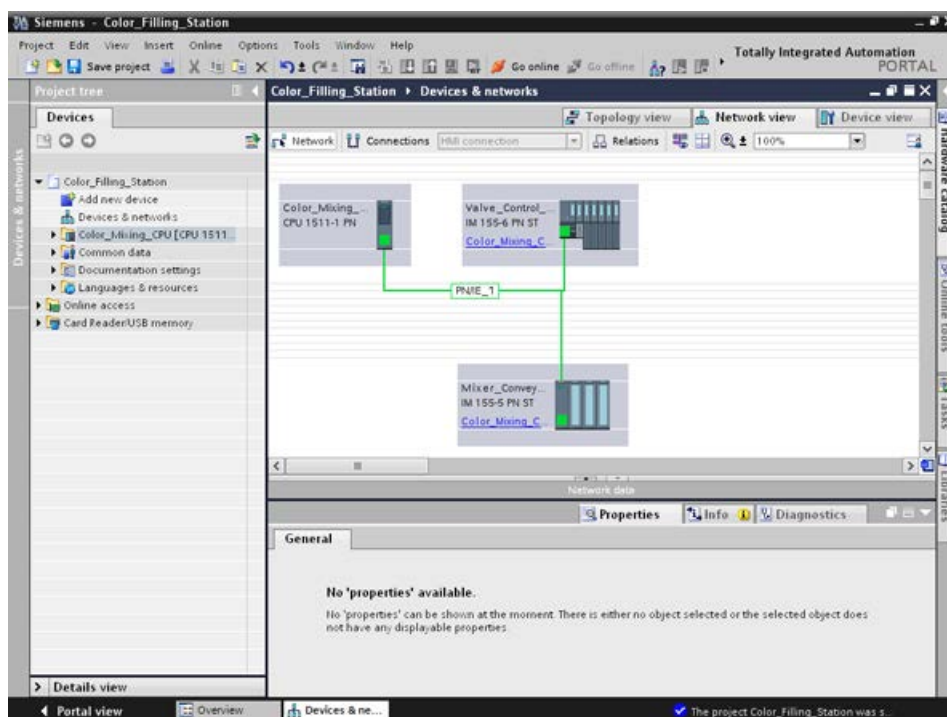 Siemens - Color_Filling_Station
Project Edit View Insert Online Options Tools Window Help
Totally Integrated Automation
PORTAL
Save project
Go online
Go offline
Project tree
Color_Filling_Station ▸ Devices & networks
Devices
Topology view
Network view
Device view
Network
Connections
HMI connection
Relations
100%
Devices & networks
Color_Filling_Station
Add new device
Devices & networks
Color_Mixing_CPU [CPU 1511...
Common data
Documentation settings
Languages & resources
Online access
Card Reader/USB memory
Color_Mixing_...
CPU 1511-1 PN
Valve_Control_...
IM 155-6 PN ST
Color_Mixing_C...
PN/IE_1
Mixer_Convey...
IM 155-5 PN ST
Color_Mixing_C...
Network data
Properties
Info
Diagnostics
General
No 'properties' available.
No 'properties' can be shown at the moment. There is either no object selected or the selected object does
not have any displayable properties.
Hardware catalog
Online tools
Tasks
Libraries
Details view
Portal view
Overview
Devices & ne...
The project Color_Filling_Station was s...